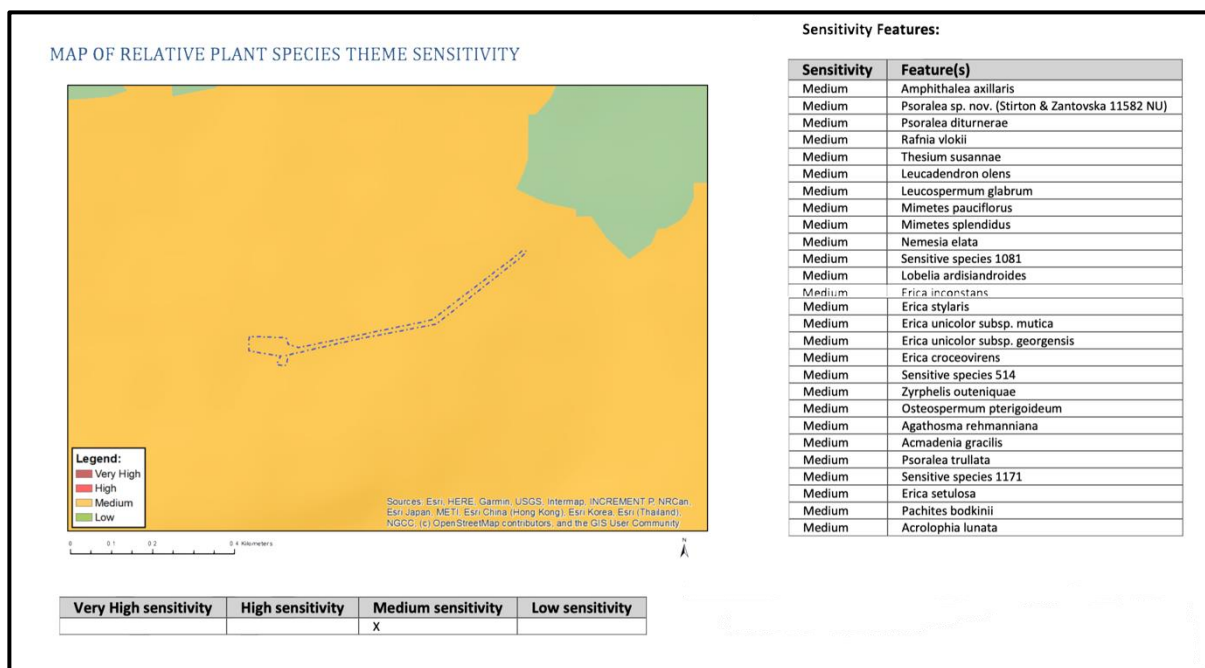 MAP OF RELATIVE PLANT SPECIES THEME SENSITIVITY
Legend:
Very High
High
Medium
Low
Sources: Esri, HERE, Garmin, USGS, Intermap, INCREMENT P, NRCan,
Esri Japan, METI, Esri China (Hong Kong), Esri Korea, Esri (Thailand),
NGCC, (c) OpenStreetMap contributors, and the GIS User Community
0 0.1 0.2 0.4 Kilometers
N
Very High sensitivity High sensitivity Medium sensitivity Low sensitivity
X
Sensitivity Features:
Sensitivity Feature(s)
Medium Amphithalea axillaris
Medium Psoralea sp. nov. (Stirton & Zantovska 11582 NU)
Medium Psoralea diturnerae
Medium Rafnia vlokii
Medium Thesium susannae
Medium Leucadendron olens
Medium Leucospermum glabrum
Medium Mimetes pauciflorus
Medium Mimetes splendidus
Medium Nemesia elata
Medium Sensitive species 1081
Medium Lobelia ardisiandroides
Medium Erica inconstans
Medium Erica stylaris
Medium Erica unicolor subsp. mutica
Medium Erica unicolor subsp. georgensis
Medium Erica croceovirens
Medium Sensitive species 514
Medium Zyrphelis outeniquae
Medium Osteospermum pterigoideum
Medium Agathosma rehmanniana
Medium Acmadenia gracilis
Medium Psoralea trullata
Medium Sensitive species 1171
Medium Erica setulosa
Medium Pachites bodkinii
Medium Acrolophia lunata